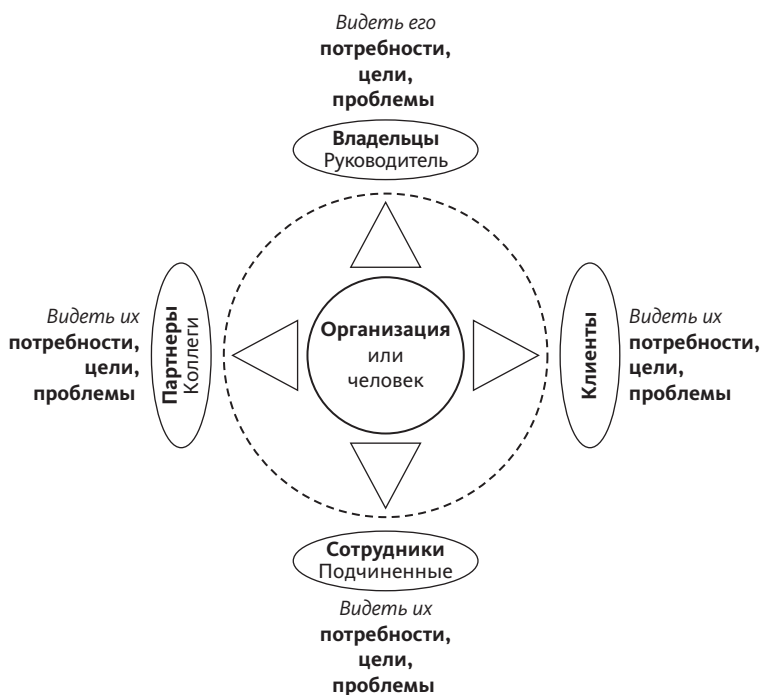 Видеть его
потребности,
цели,
проблемы
Владельцы
Руководитель
Видеть их
потребности,
цели,
проблемы
Партнеры
Коллеги
Организация
или
человек
Клиенты
Видеть их
потребности,
цели,
проблемы
Сотрудники
Подчиненные
Видеть их
потребности,
цели,
проблемы